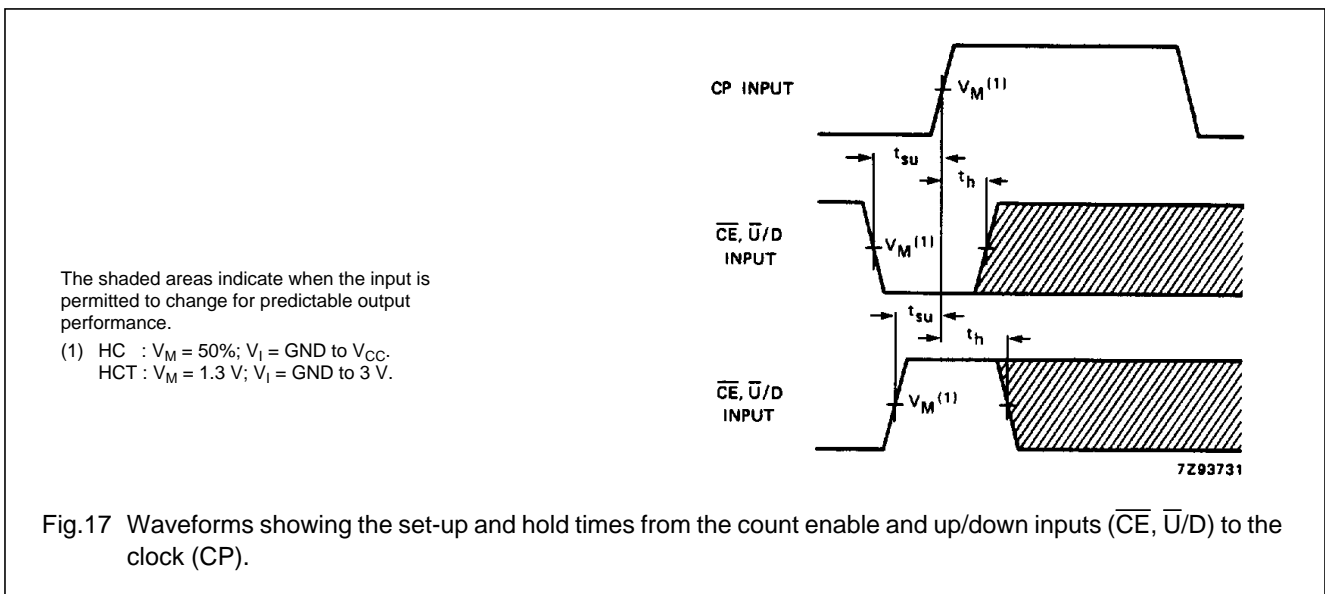 CP INPUT
V_M(1)
t_su
t_h
C̅E̅, U̅/D
INPUT
V_M(1)
t_su
t_h
C̅E̅, U̅/D
INPUT
V_M(1)
7Z93731
The shaded areas indicate when the input is
permitted to change for predictable output
performance.
(1) HC : V_M = 50%; V_I = GND to V_CC.
HCT : V_M = 1.3 V; V_I = GND to 3 V.
Fig.17 Waveforms showing the set-up and hold times from the count enable and up/down inputs (C̅E̅, U̅/D) to the
clock (CP).